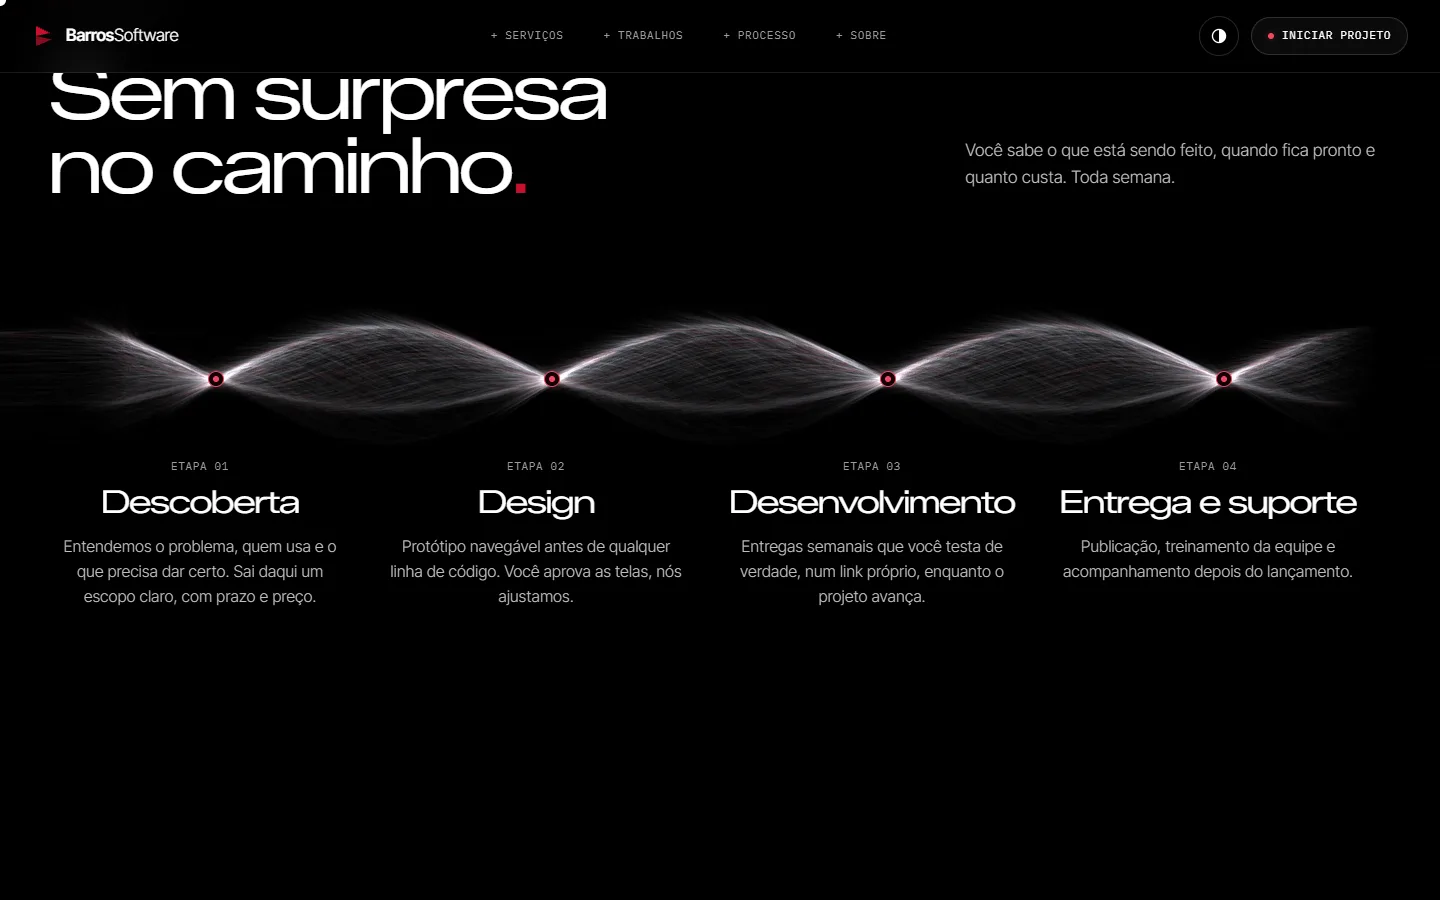 BarrosSoftware
+ SERVIÇOS
+ TRABALHOS
+ PROCESSO
+ SOBRE
INICIAR PROJETO
Sem surpresa
no caminho.
Você sabe o que está sendo feito, quando fica pronto e
quanto custa. Toda semana.
ETAPA 01
Descoberta
Entendemos o problema, quem usa e o
que precisa dar certo. Sai daqui um
escopo claro, com prazo e preço.
ETAPA 02
Design
Protótipo navegável antes de qualquer
linha de código. Você aprova as telas, nós
ajustamos.
ETAPA 03
Desenvolvimento
Entregas semanais que você testa de
verdade, num link próprio, enquanto o
projeto avança.
ETAPA 04
Entrega e suporte
Publicação, treinamento da equipe e
acompanhamento depois do lançamento.